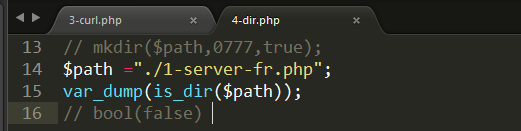 3-curl.php × 4-dir.php ×
13 // mkdir($path,0777,true);
14 $path ="./1-server-fr.php";
15 var_dump(is_dir($path));
16 // bool(false)